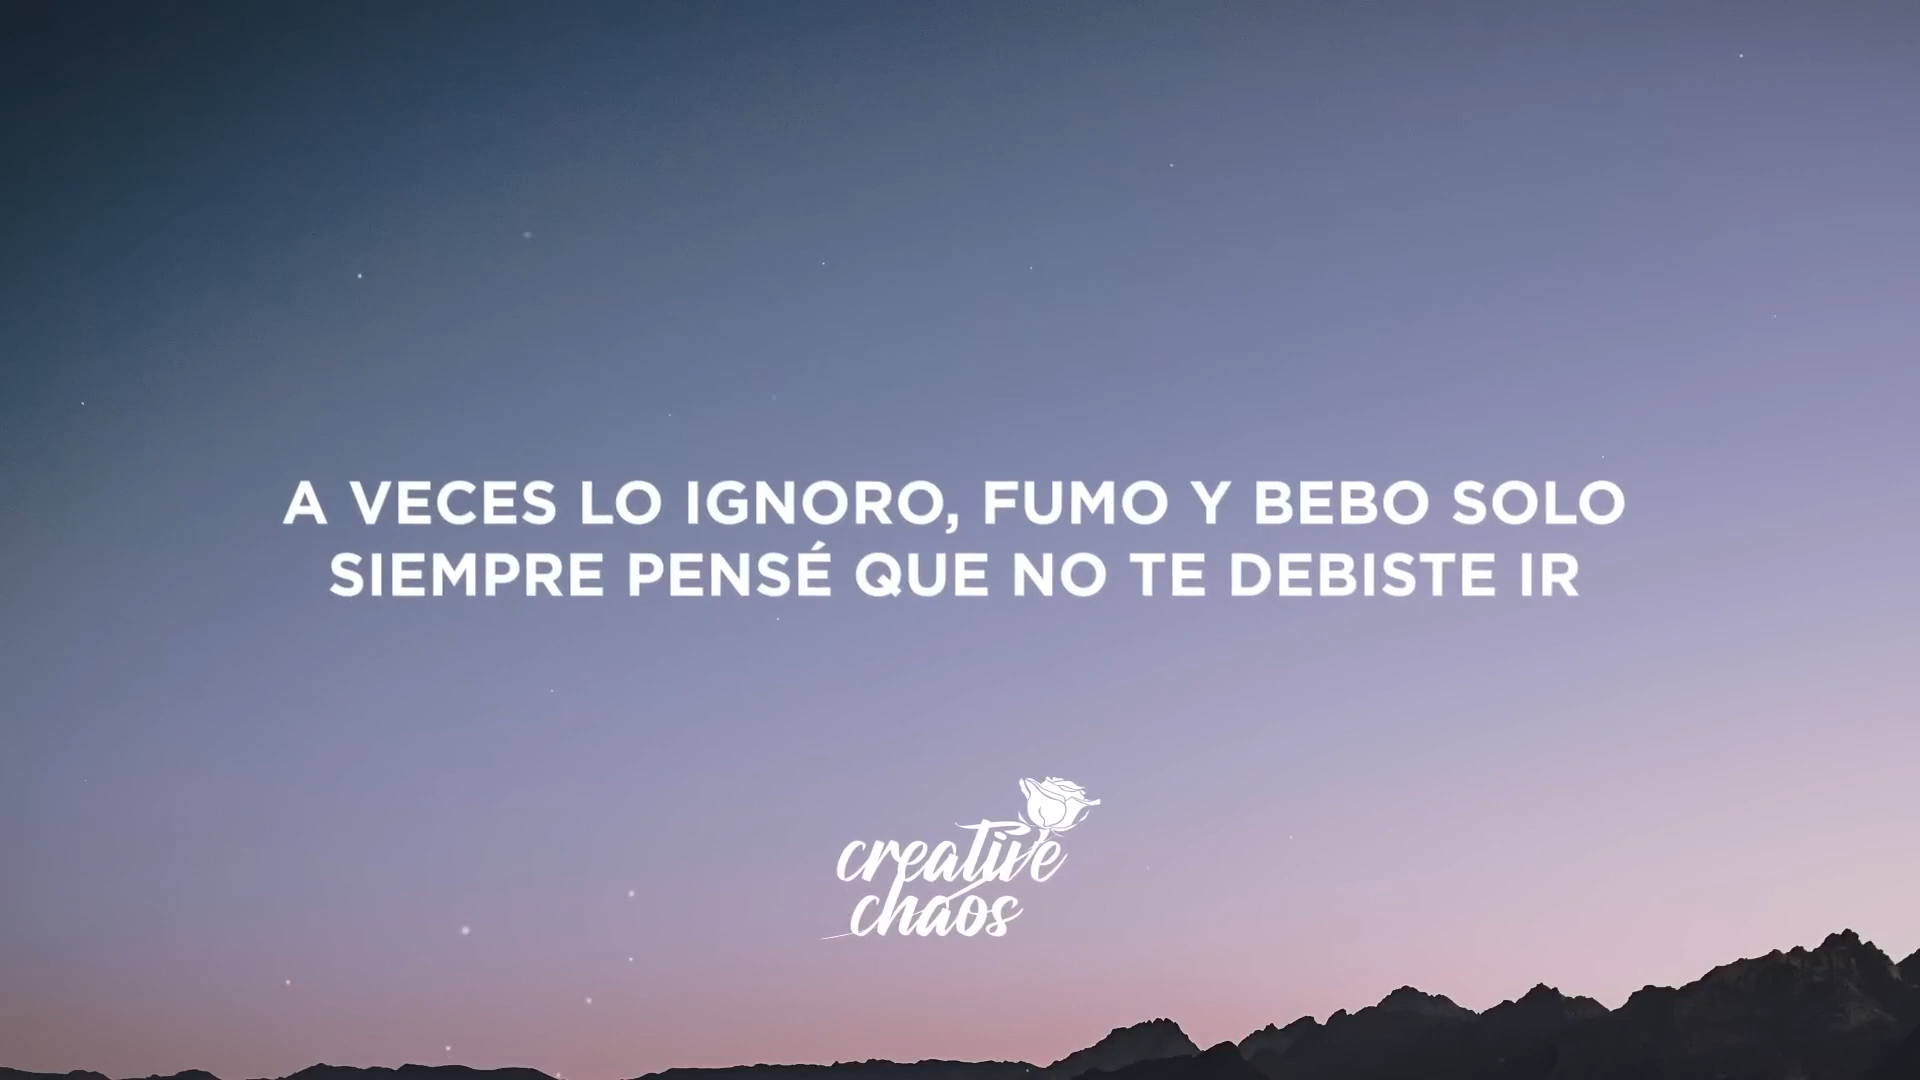 A VECES LO IGNORO, FUMO Y BEBO SOLO
SIEMPRE PENSÉ QUE NO TE DEBISTE IR
creative
chaos